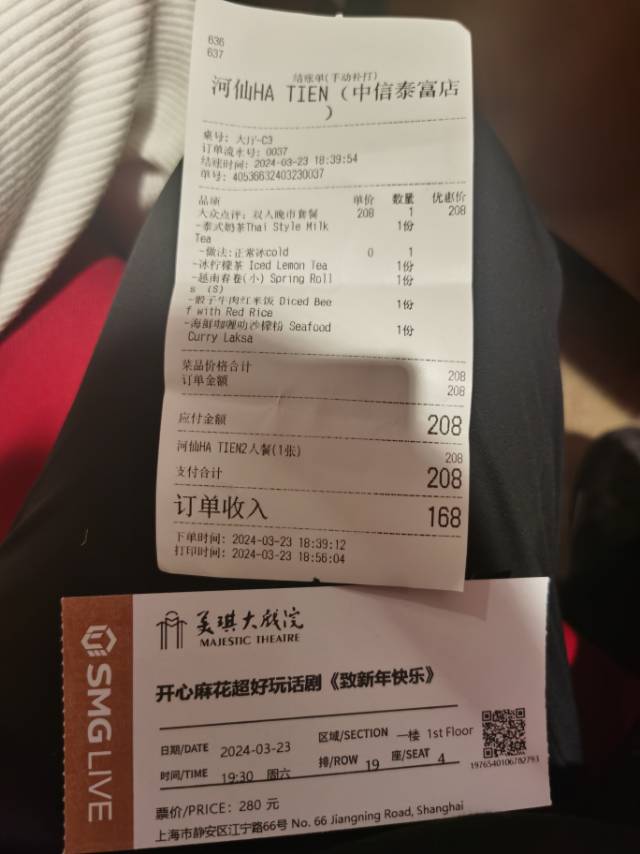 636
637
结账单(手动补打)
河仙HA TIEN（中信泰富店
）
桌号: 大厅-C3
订单流水号: 0037
结账时间: 2024-03-23 18:39:54
单号: 40536632403230037
品项 单价 数量 优惠价
大众点评: 双人晚市套餐 208 1 208
-泰式奶茶Thai Style Milk 1份
Tea
-做法:正常冰cold 0 1
-冰柠檬茶 Iced Lemon Tea 1份
-越南春卷(小) Spring Roll 1份
s (S)
-骰子牛肉红米饭 Diced Bee 1份
f with Red Rice
-海鲜咖喱叻沙檬粉 Seafood 1份
Curry Laksa
菜品价格合计 208
订单金额 208
应付金额 208
河仙HA TIEN2人餐(1张) 208
支付合计 208
订单收入 168
下单时间: 2024-03-23 18:39:12
打印时间: 2024-03-23 18:56:04
SMG LIVE
美琪大戏院
MAJESTIC THEATRE
开心麻花超好玩话剧《致新年快乐》
日期/DATE 2024-03-23 区域/SECTION 一楼 1st Floor
时间/TIME 19:30 周六 排/ROW 19 座/SEAT 4
1976540106782793
票价/PRICE: 280 元
上海市静安区江宁路66号 No. 66 Jiangning Road, Shanghai